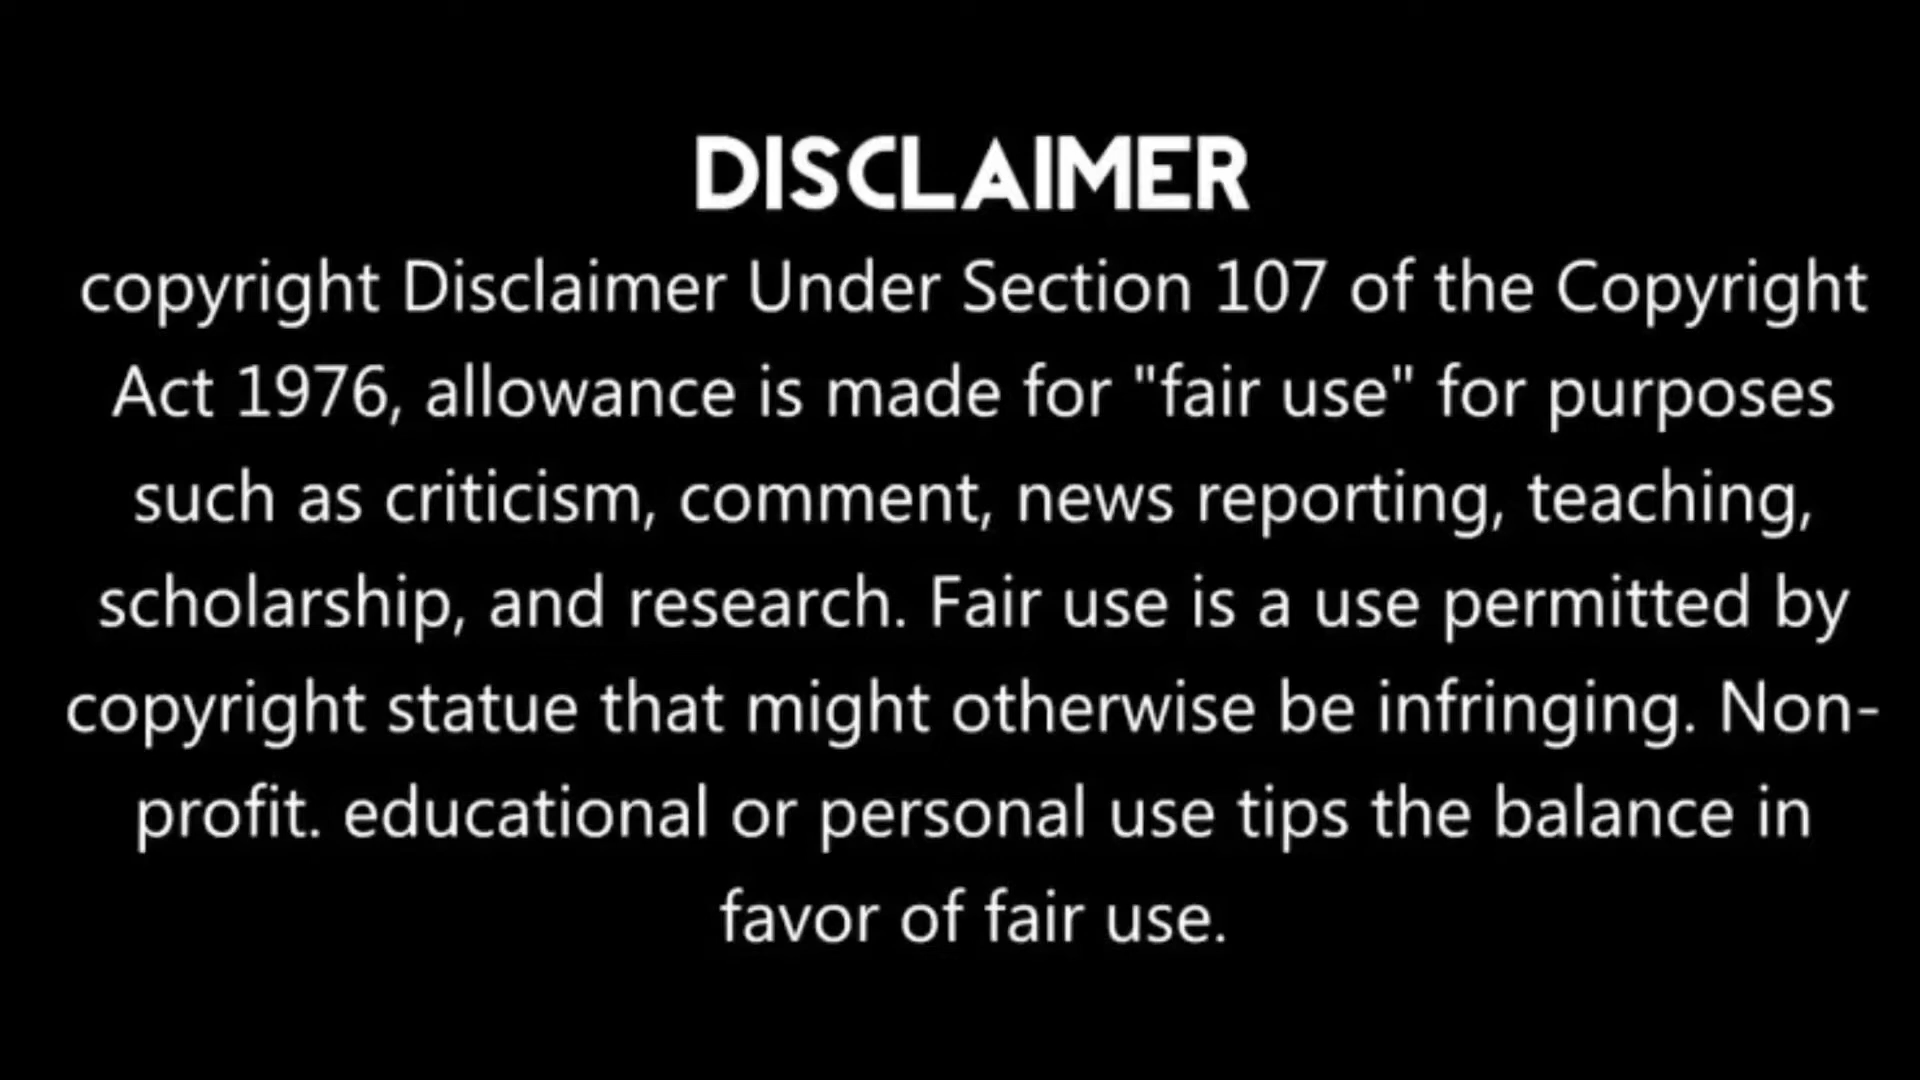 DISCLAIMER
copyright Disclaimer Under Section 107 of the Copyright
Act 1976, allowance is made for "fair use" for purposes
such as criticism, comment, news reporting, teaching,
scholarship, and research. Fair use is a use permitted by
copyright statue that might otherwise be infringing. Non-
profit. educational or personal use tips the balance in
favor of fair use.